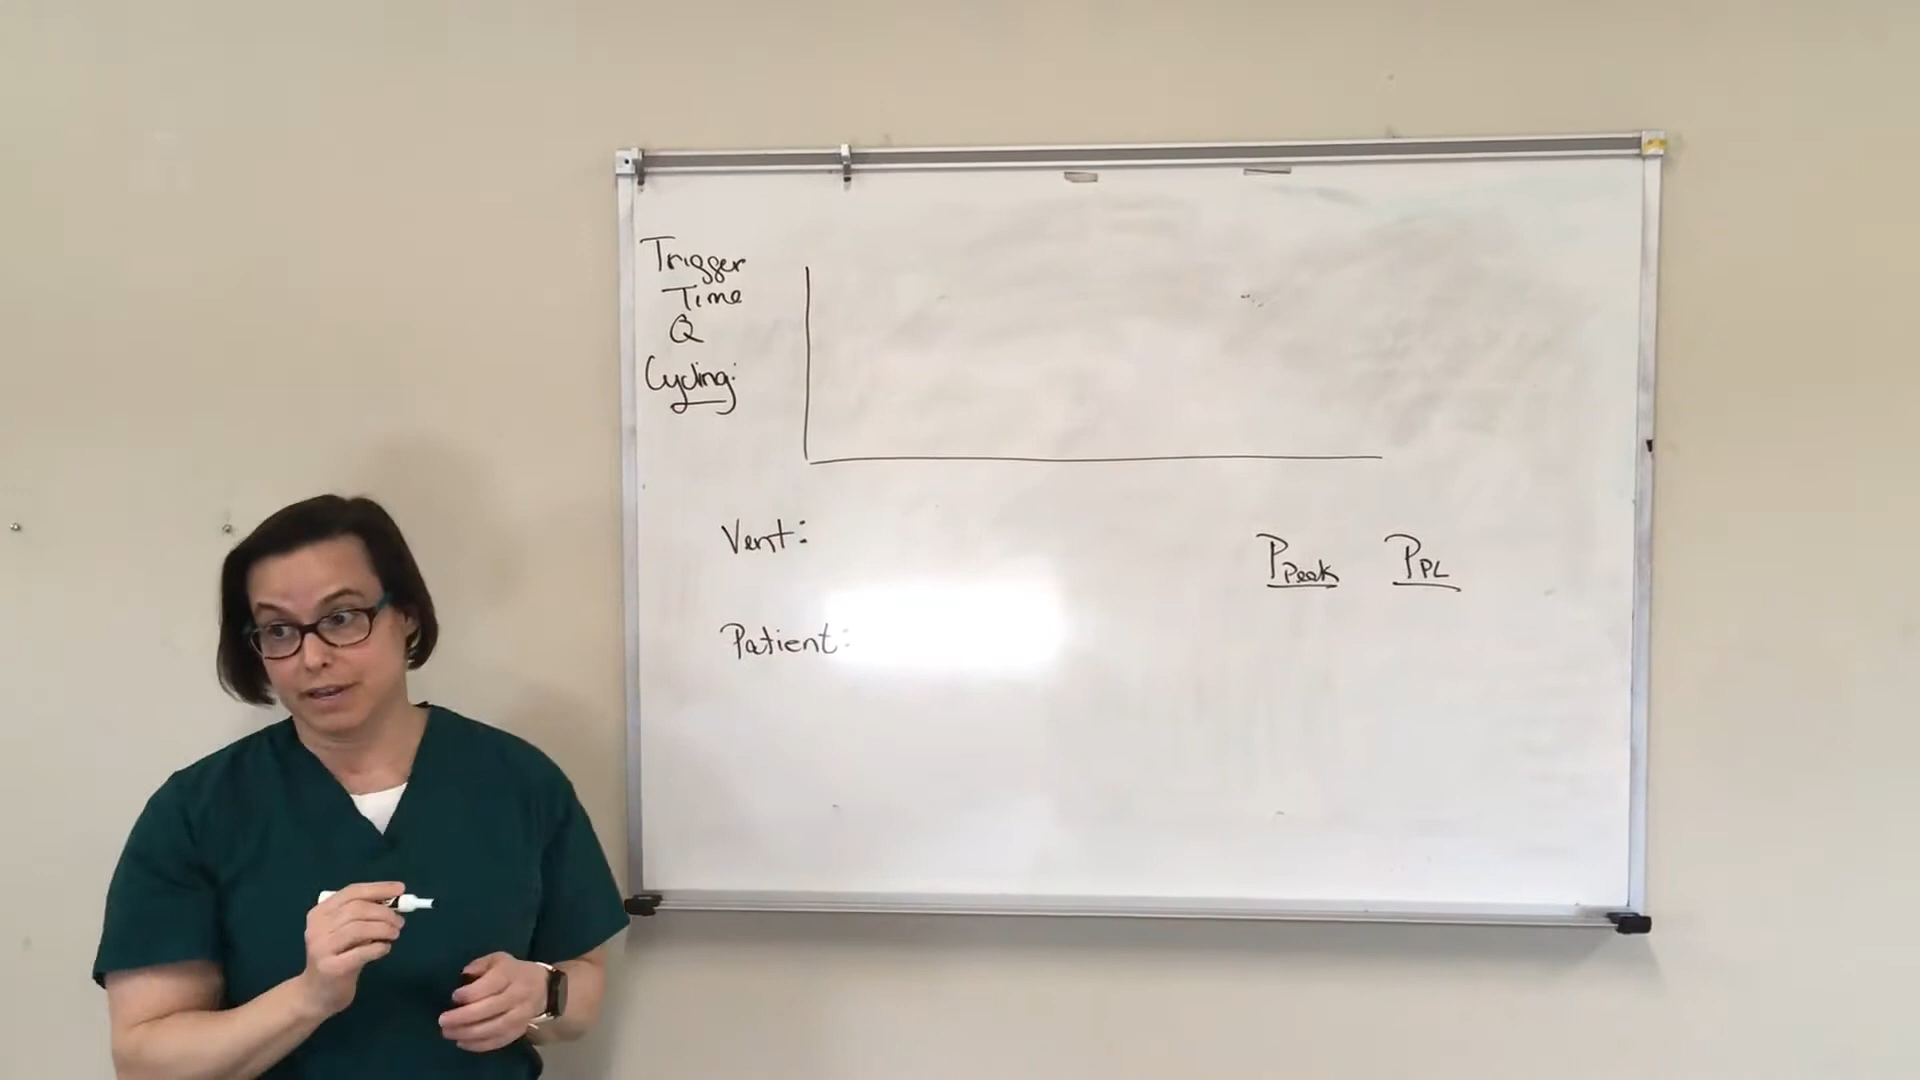 Trigger
Time
Q
Cycling:
Vent:
PPeak PPL
Patient: